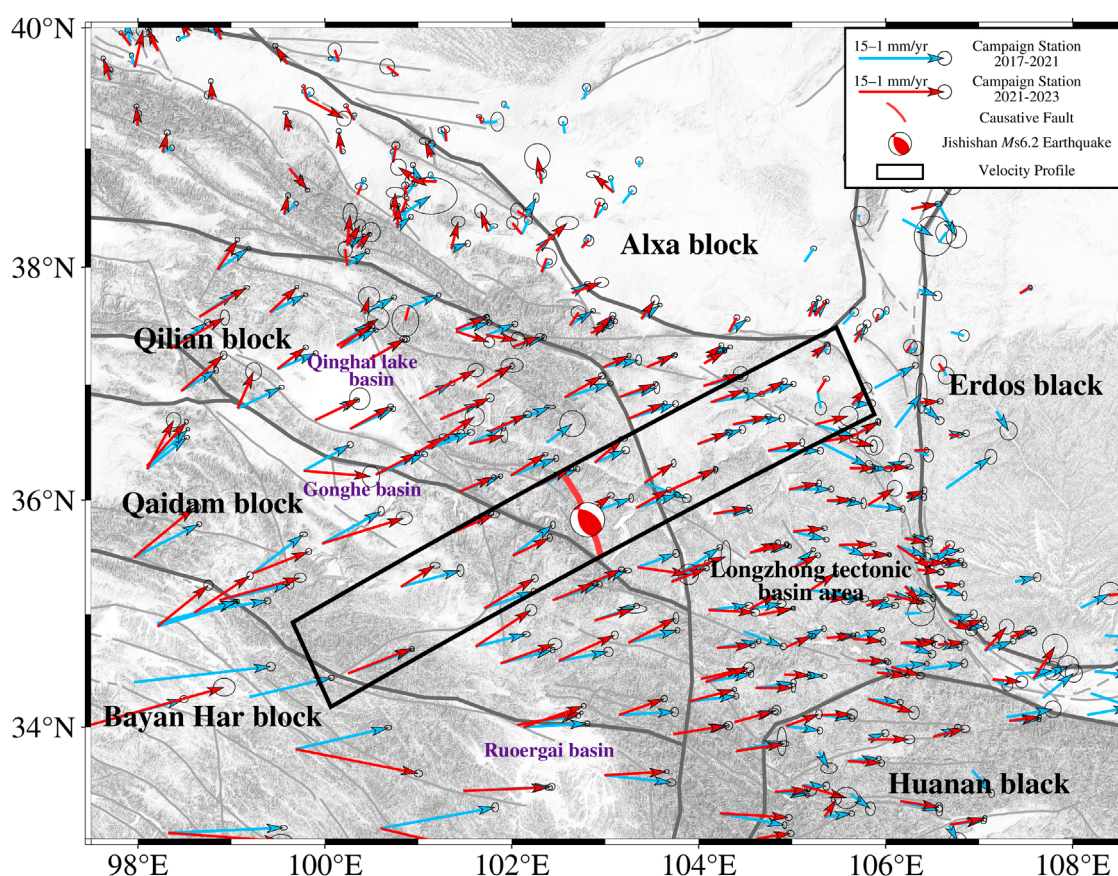 40°N
38°N
36°N
34°N
98°E
100°E
102°E
104°E
106°E
108°E
15–1 mm/yr
Campaign Station
2017-2021
15–1 mm/yr
Campaign Station
2021-2023
Causative Fault
Jishishan Ms6.2 Earthquake
Velocity Profile
Alxa block
Qilian block
Qinghai lake
basin
Erdos black
Gonghe basin
Qaidam block
Longzhong tectonic
basin area
Bayan Har block
Ruoergai basin
Huanan black